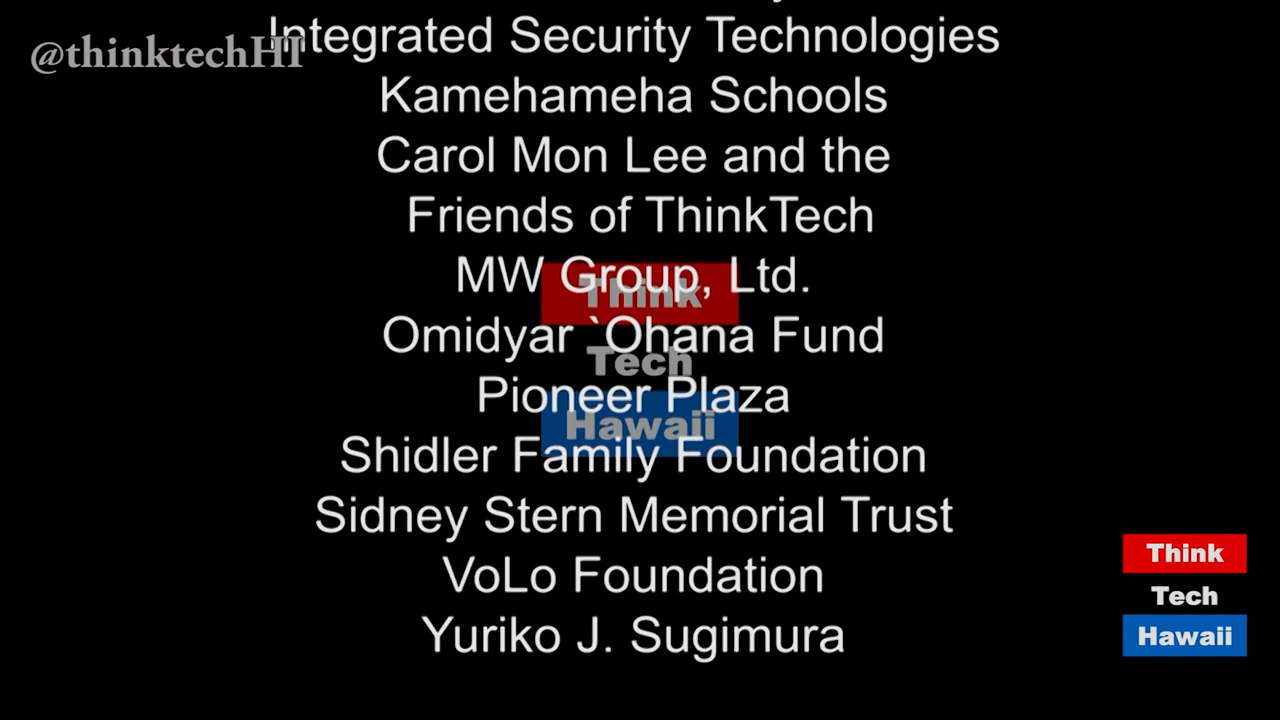 @thinktechHI
Integrated Security Technologies
Kamehameha Schools
Carol Mon Lee and the
Friends of ThinkTech
MW Group, Ltd.
Omidyar `Ohana Fund
Pioneer Plaza
Shidler Family Foundation
Sidney Stern Memorial Trust
VoLo Foundation
Yuriko J. Sugimura
Think
Tech
Hawaii
Think
Tech
Hawaii